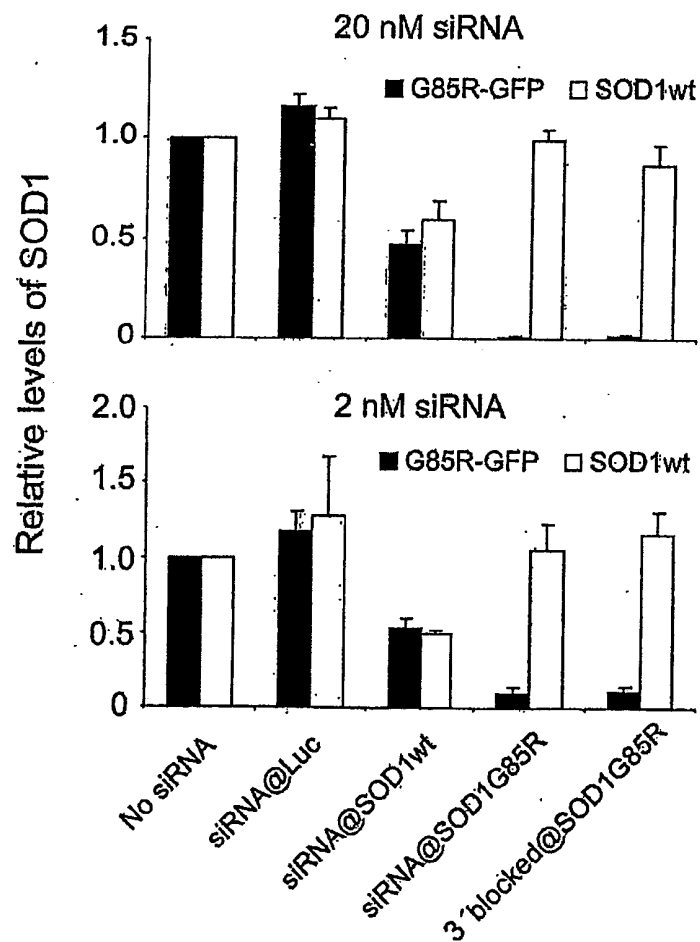 20 nM siRNA
G85R-GFP SOD1wt
1.5
1.0
0.5
0
Relative levels of SOD1
2 nM siRNA
G85R-GFP SOD1wt
2.0
1.5
1.0
0.5
0
No siRNA
siRNA@Luc
siRNA@SOD1wt
siRNA@SOD1G85R
3´blocked@SOD1G85R